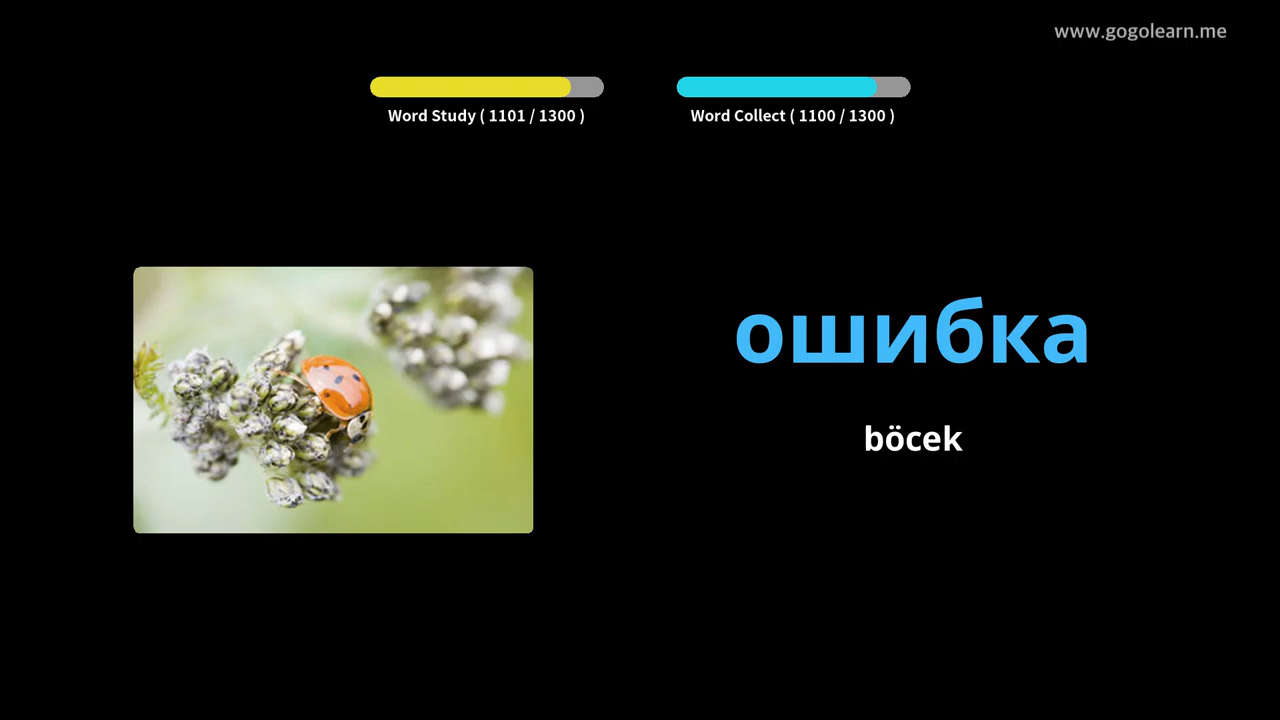 www.gogolearn.me
Word Study ( 1101 / 1300 )
Word Collect ( 1100 / 1300 )
ошибка
böcek